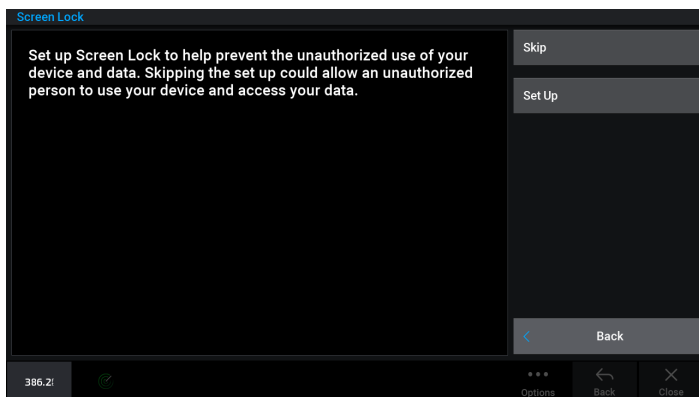 Screen Lock
Set up Screen Lock to help prevent the unauthorized use of your
device and data. Skipping the set up could allow an unauthorized
person to use your device and access your data.
Skip
Set Up
Back
386.2
Options
Back
Close